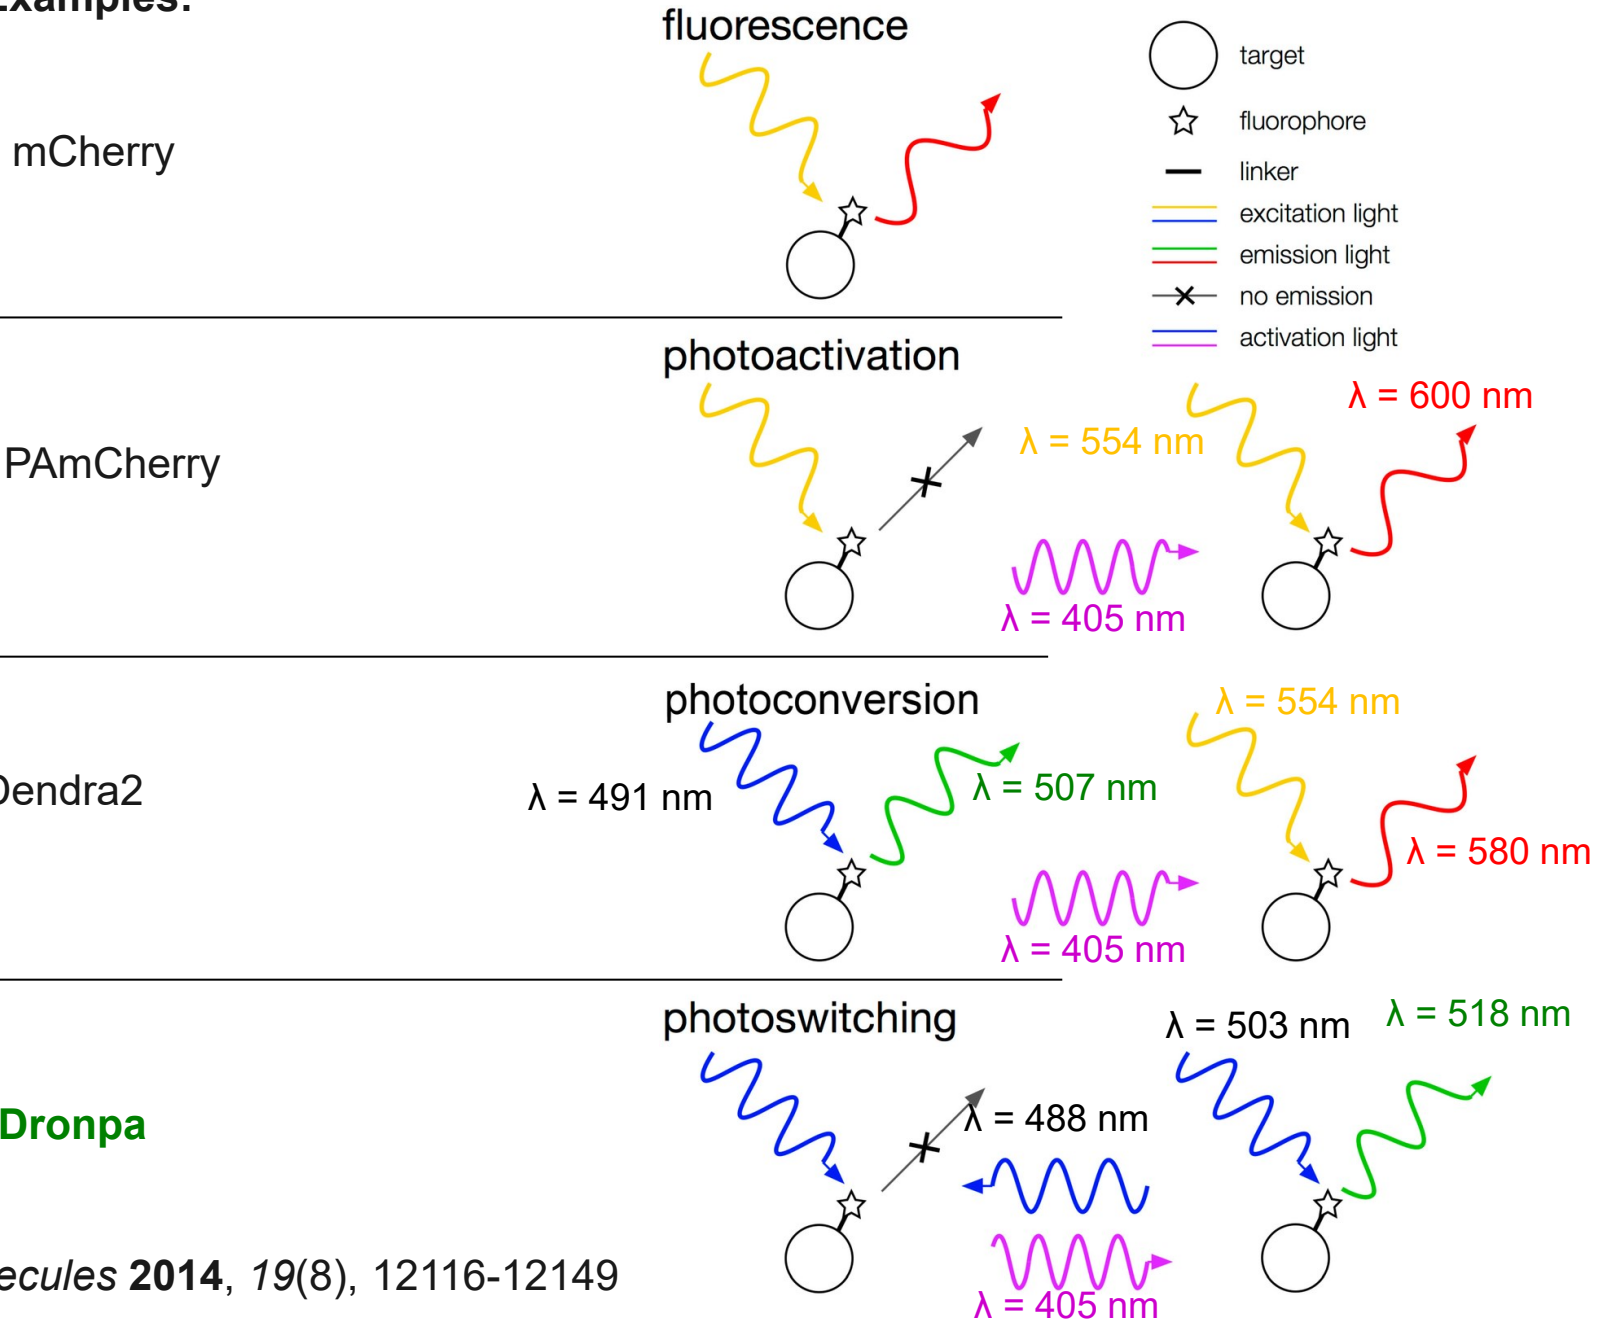 Examples:
fluorescence
mCherry
target
fluorophore
linker
excitation light
emission light
no emission
activation light
photoactivation
PAmCherry
λ = 554 nm
λ = 600 nm
λ = 405 nm
photoconversion
Dendra2
λ = 491 nm
λ = 507 nm
λ = 554 nm
λ = 580 nm
λ = 405 nm
photoswitching
Dronpa
λ = 488 nm
λ = 503 nm
λ = 518 nm
λ = 405 nm
ecules 2014, 19(8), 12116-12149